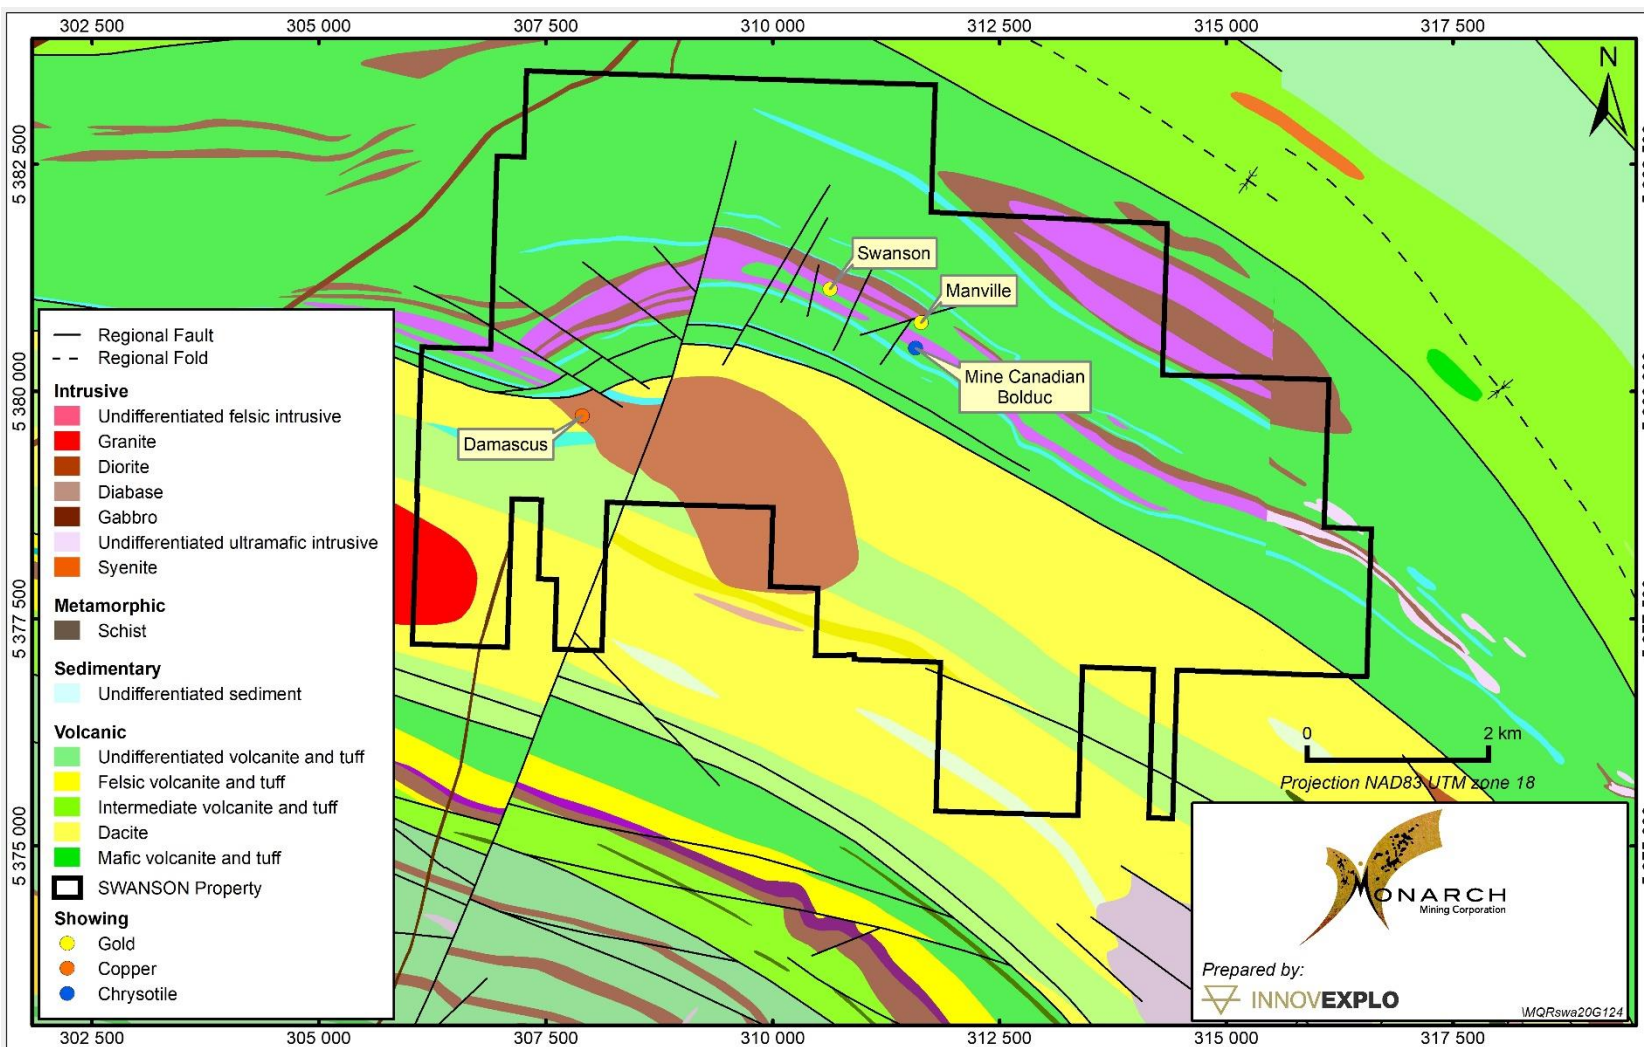 302 500 305 000 307 500 310 000 312 500 315 000 317 500
N
5 382 500
5 380 000
5 377 500
5 375 000
Swanson
Manville
Mine Canadian
Bolduc
Damascus
Regional Fault
Regional Fold
Intrusive
Undifferentiated felsic intrusive
Granite
Diorite
Diabase
Gabbro
Undifferentiated ultramafic intrusive
Syenite
Metamorphic
Schist
Sedimentary
Undifferentiated sediment
Volcanic
Undifferentiated volcanite and tuff
Felsic volcanite and tuff
Intermediate volcanite and tuff
Dacite
Mafic volcanite and tuff
SWANSON Property
Showing
Gold
Copper
Chrysotile
0 2 km
Projection NAD83 UTM zone 18
MONARCH
Mining Corporation
Prepared by:
INNOVEXPLO
\MQRswa20G124
302 500 305 000 307 500 310 000 312 500 315 000 317 500